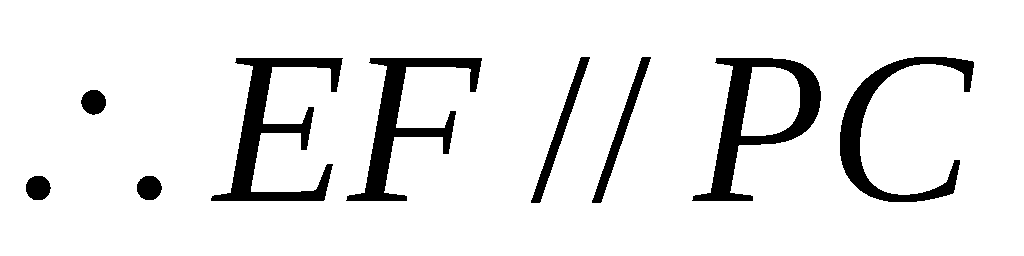 ∴ EF // PC